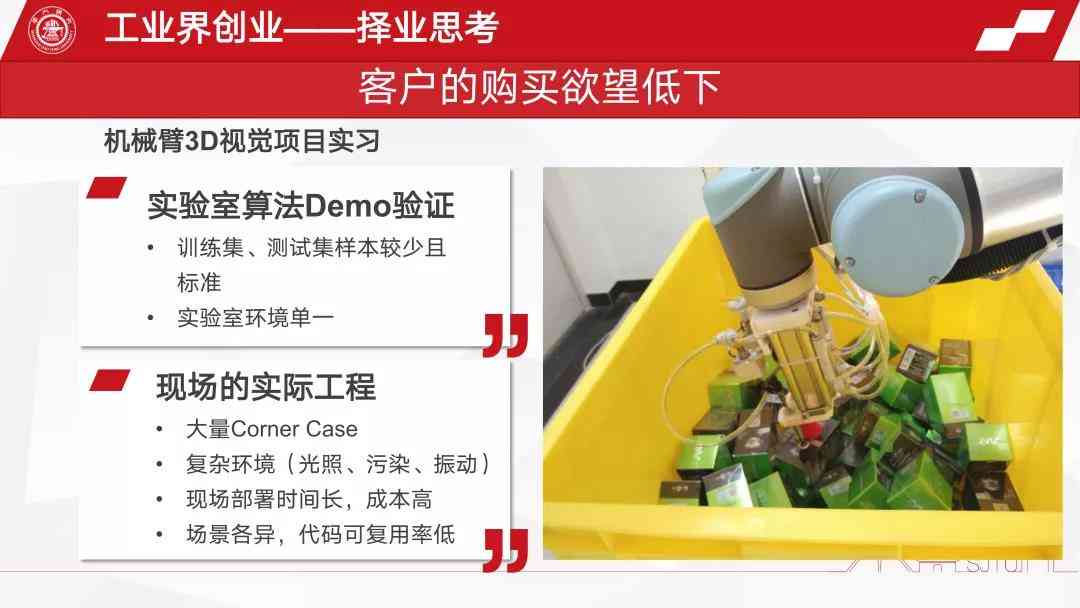 工业界创业——择业思考
客户的购买欲望低下
机械臂3D视觉项目实习
实验室算法Demo验证
• 训练集、测试集样本较少且
标准
• 实验室环境单一
现场的实际工程
• 大量Corner Case
• 复杂环境（光照、污染、振动）
• 现场部署时间长，成本高
• 场景各异，代码可复用率低
SJTU